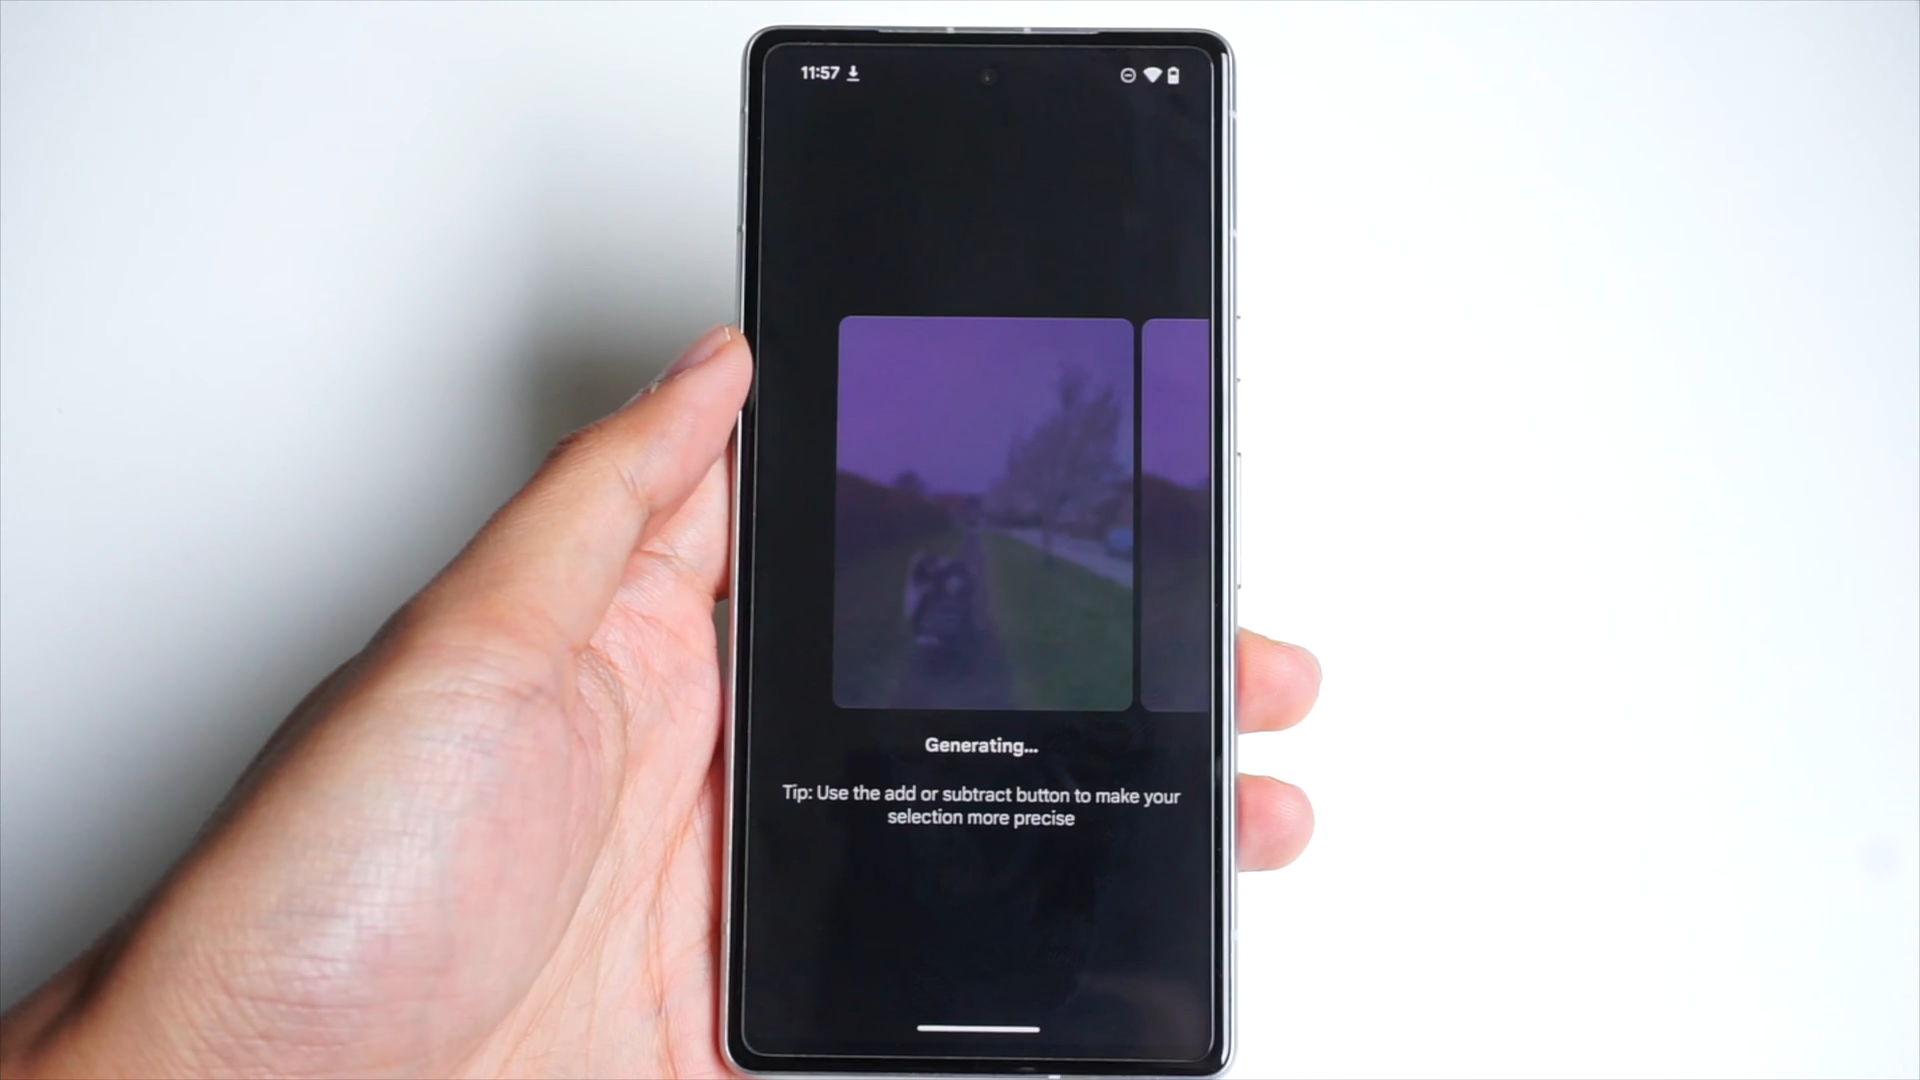 11:57
Generating...
Tip: Use the add or subtract button to make your
selection more precise